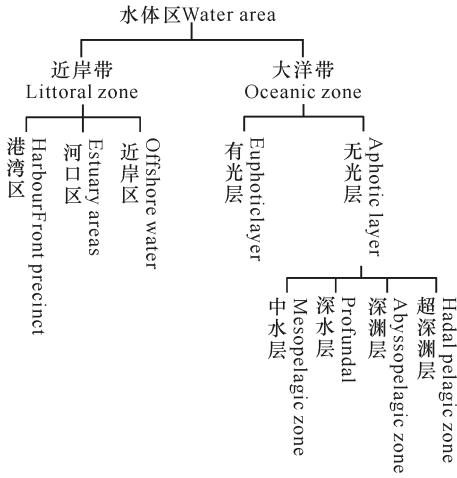 水体区Water area
近岸带
Littoral zone
大洋带
Oceanic zone
港湾区
HarbourFront precinct
河口区
Estuary areas
近岸区
Offshore water
有光层
Euphoticlayer
无光层
Aphotic layer
中水层
Mesopelagic zone
深水层
Profundal
深渊层
Abyssopelagic zone
超深渊层
Hadal pelagic zone